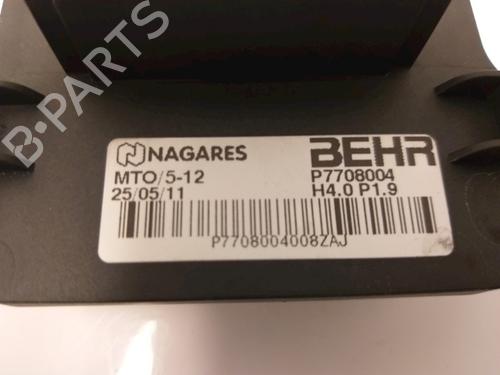 B-PARTS
NAGARES BEHR
MTO/5-12 P7708004
25/05/11 H4.0 P1.9
P7708004008ZAJ